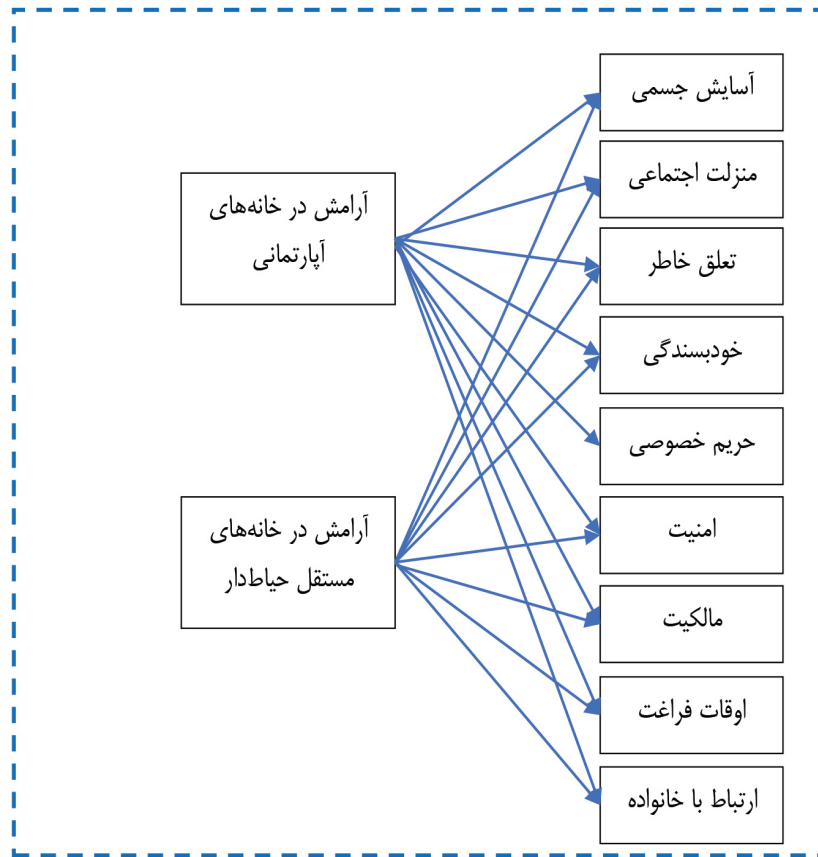 آسایش جسمی
منزلت اجتماعی
آرامش در خانه‌های
آپارتمانی
تعلق خاطر
خودبسندگی
حریم خصوصی
آرامش در خانه‌های
مستقل حیاط‌دار
امنیت
مالکیت
اوقات فراغت
ارتباط با خانواده